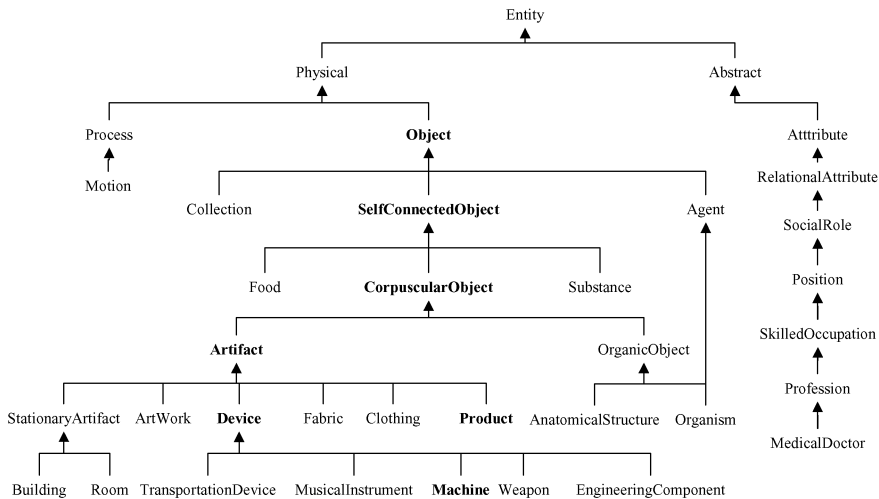 Entity
Physical Abstract
Process Object Atttribute
Motion RelationalAttribute
Collection SelfConnectedObject Agent
SocialRole
Food CorpuscularObject Substance Position
SkilledOccupation
Artifact OrganicObject
Profession
StationaryArtifact ArtWork Device Fabric Clothing Product AnatomicalStructure Organism
MedicalDoctor
Building Room TransportationDevice MusicalInstrument Machine Weapon EngineeringComponent